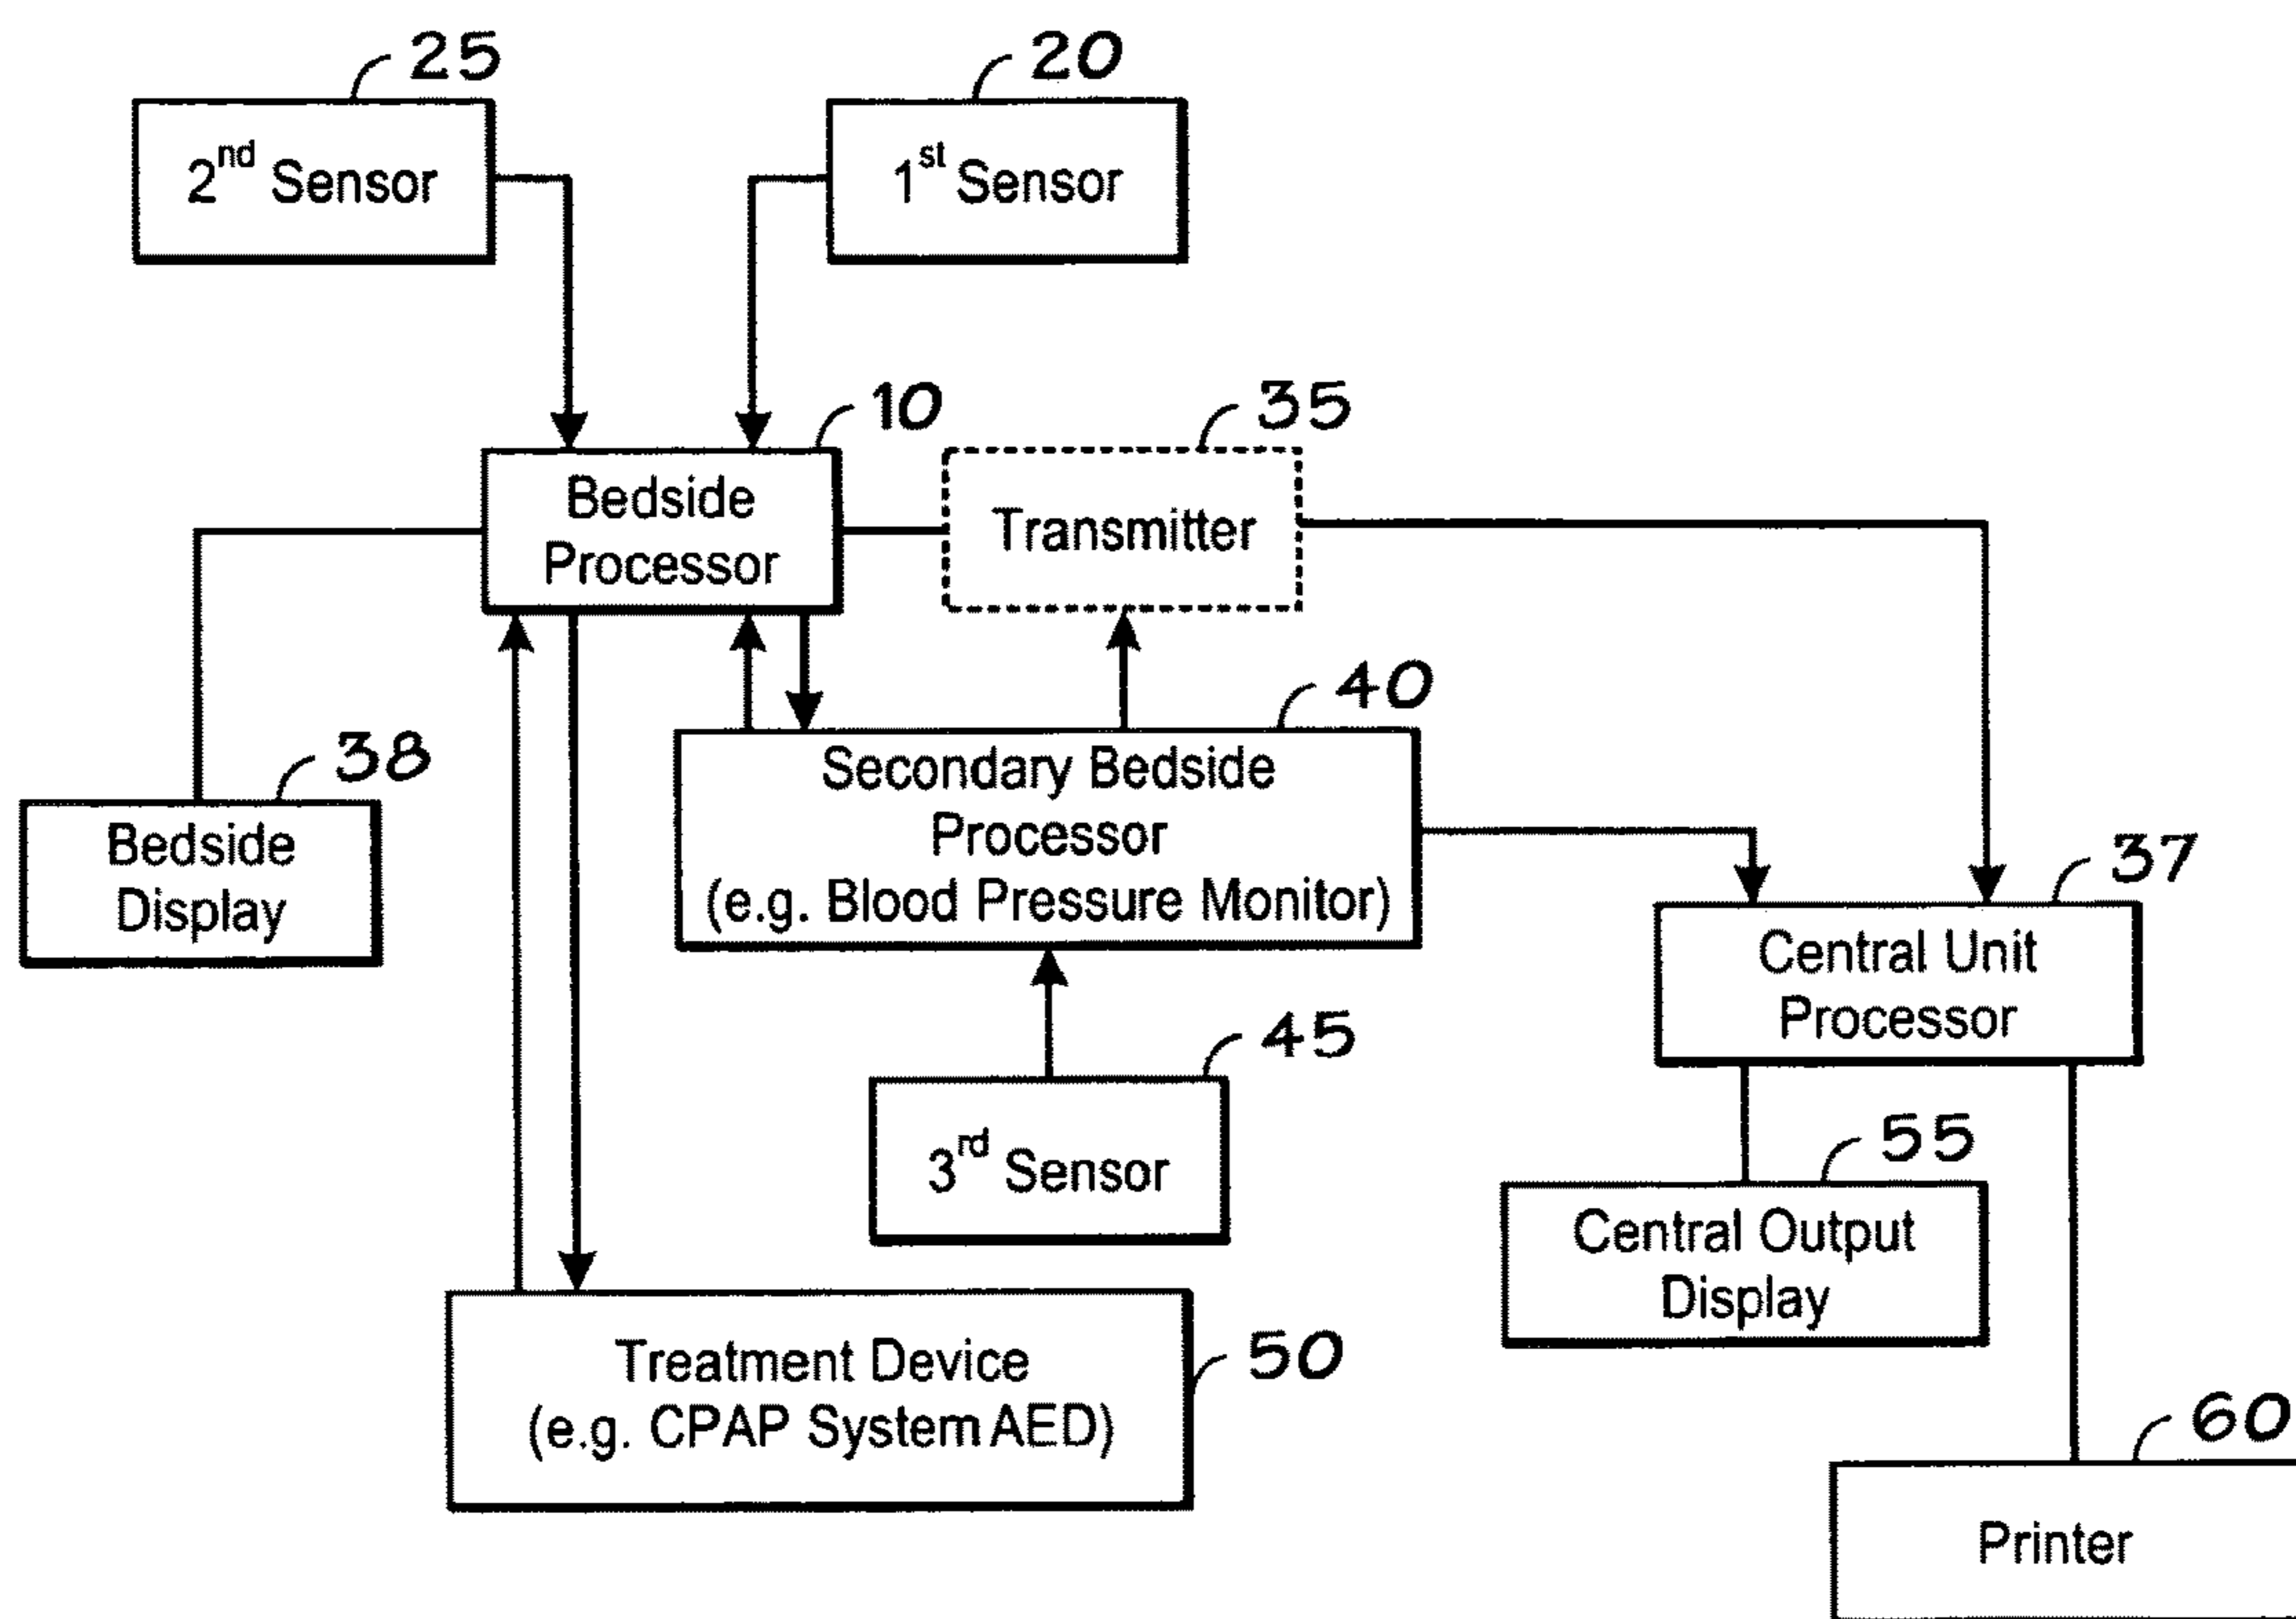 25
20
2nd Sensor
1st Sensor
10
35
Bedside
Processor
Transmitter
40
38
Secondary Bedside
Processor
(e.g. Blood Pressure Monitor)
Bedside
Display
37
Central Unit
Processor
45
3rd Sensor
55
Central Output
Display
50
Treatment Device
(e.g. CPAP System AED)
60
Printer